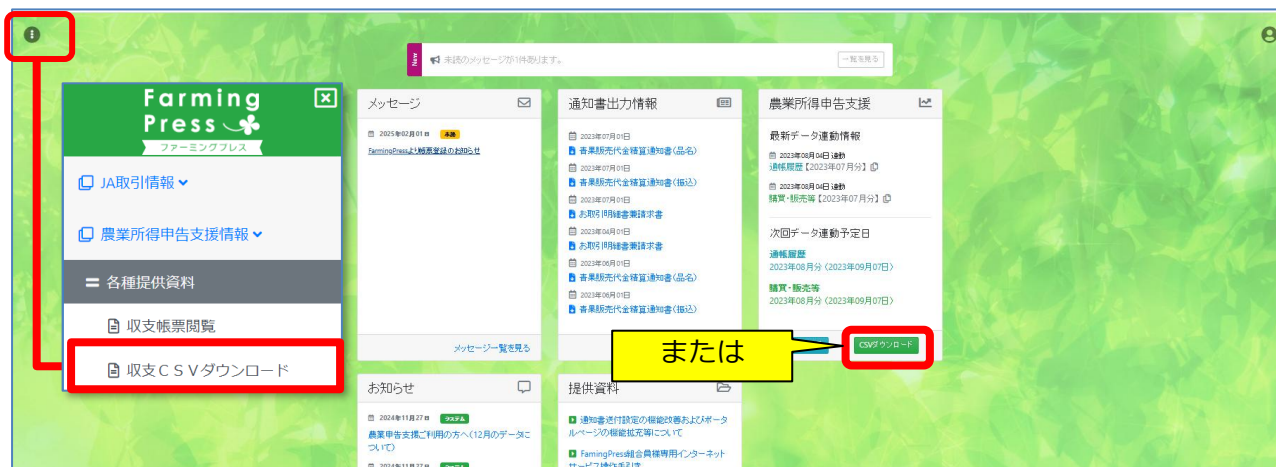 New
未読のメッセージが1件あります。
一覧を見る
Farming
Press
ファーミングプレス
JA取引情報
農業所得申告支援情報
各種提供資料
収支帳票閲覧
収支ＣＳＶダウンロード
メッセージ
2025年02月01日 未読
FarmingPressより帳票登録のお知らせ
メッセージ一覧を見る
通知書出力情報
2023年07月01日
青果販売代金精算通知書(品名)
2023年07月01日
青果販売代金精算通知書(振込)
2023年07月01日
お取引明細書兼請求書
2023年04月01日
お取引明細書兼請求書
2023年06月01日
青果販売代金精算通知書(品名)
2023年06月01日
青果販売代金精算通知書(振込)
農業所得申告支援
最新データ連動情報
2023年08月04日 連動
通帳履歴【2023年07月分】
2023年08月04日 連動
購買・販売等【2023年07月分】
次回データ連動予定日
通帳履歴
2023年08月分（2023年09月07日）
購買・販売等
2023年08月分（2023年09月07日）
または
CSVダウンロード
お知らせ
2024年11月27日 システム
農業申告支援ご利用の方へ(12月のデータに
ついて)
2024年11月27日
提供資料
通知書送付設定の機能改善およびポータ
ルページの機能拡充等について
FamingPress組合員様専用インターネット
サービス操作手引き